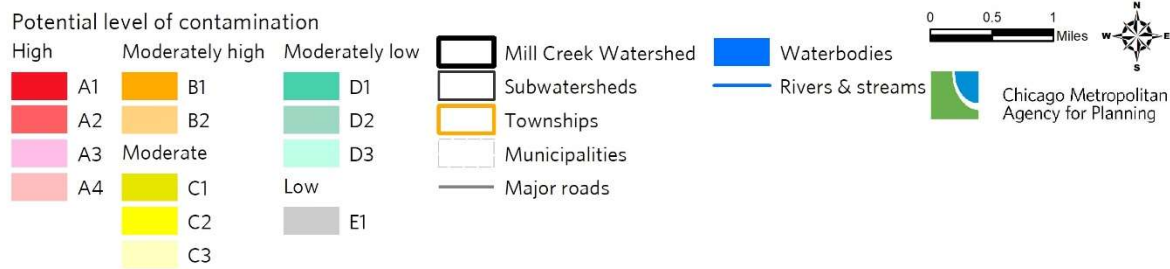 Potential level of contamination
High
A1
A2
A3
A4
Moderately high
B1
B2
Moderate
C1
C2
C3
Moderately low
D1
D2
D3
Low
E1
Mill Creek Watershed
Subwatersheds
Townships
Municipalities
Major roads
Waterbodies
Rivers & streams
0 0.5 1
Miles
N
W E
S
Chicago Metropolitan
Agency for Planning